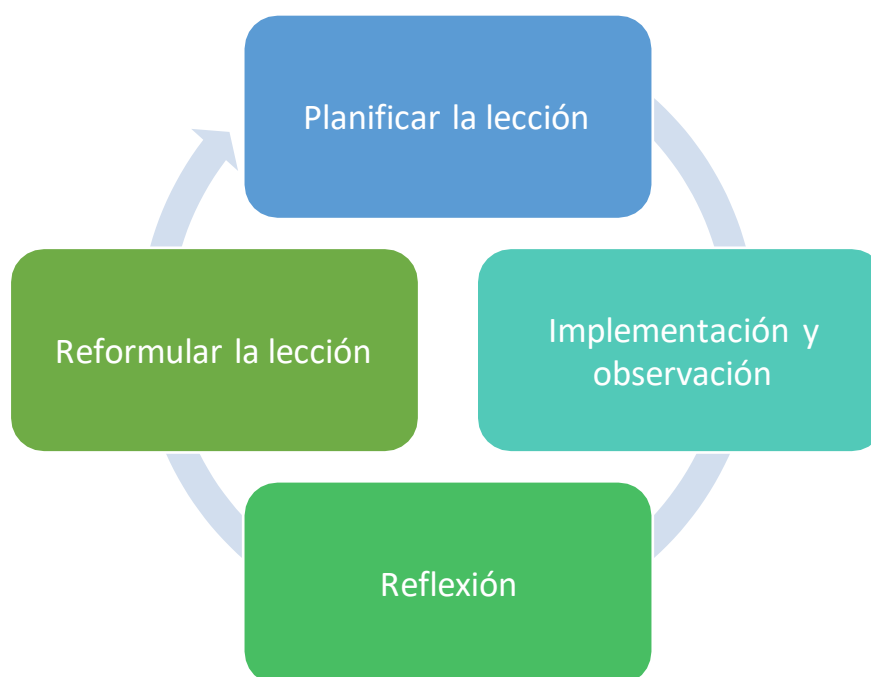 Planificar la lección
Implementación y
observación
Reflexión
Reformular la lección